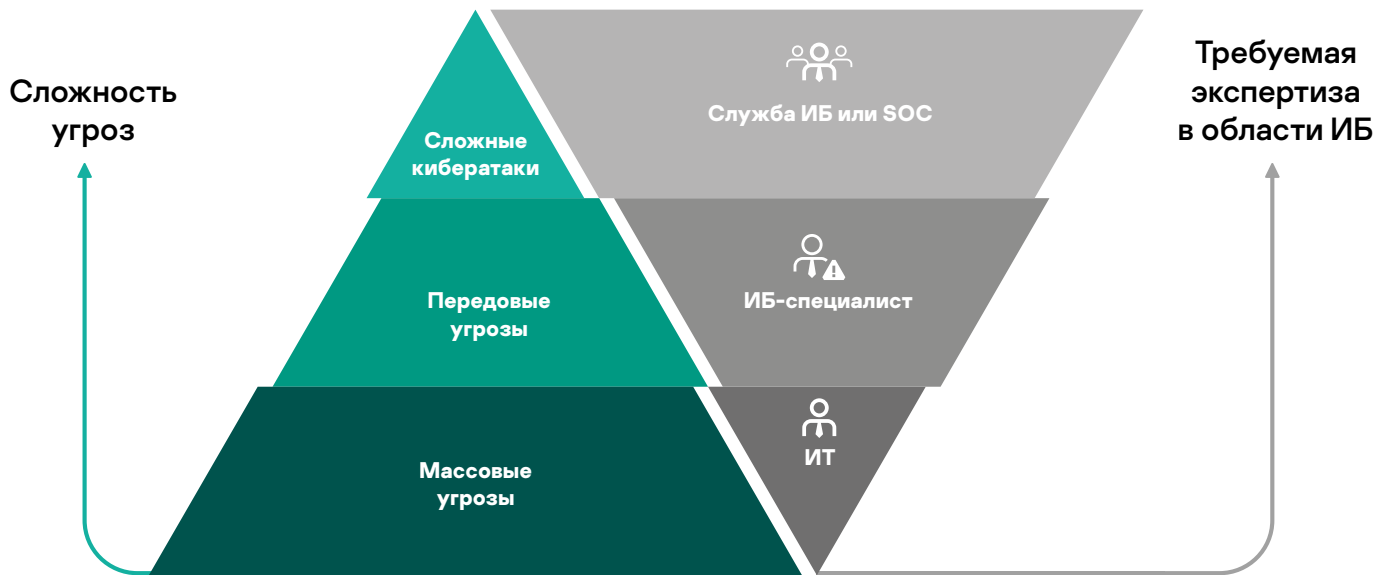 Сложность
угроз
Сложные
кибератаки
Передовые
угрозы
Массовые
угрозы
Служба ИБ или SOC
ИБ-специалист
ИТ
Требуемая
экспертиза
в области ИБ